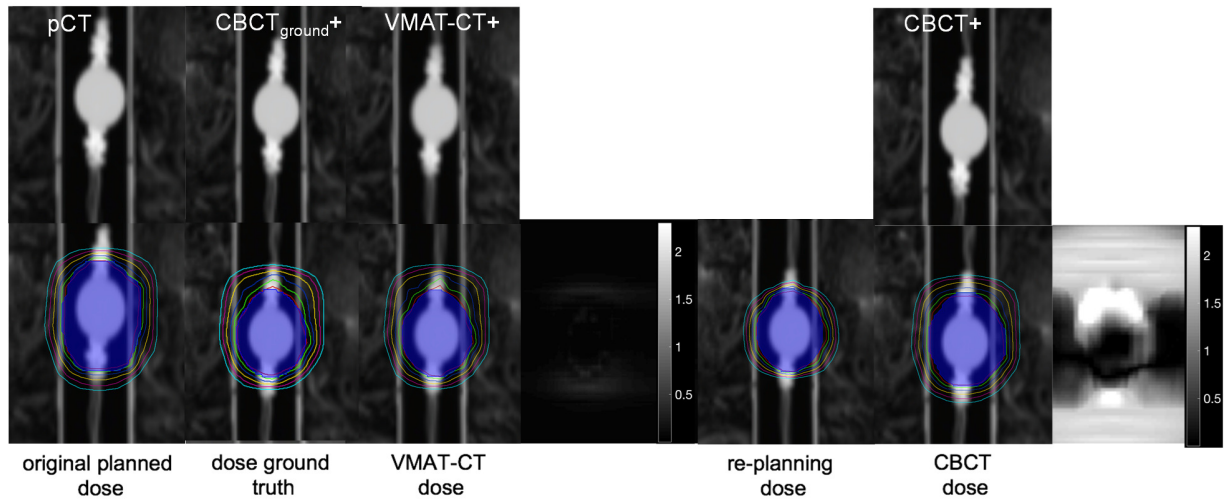 pCT
CBCTground+
VMAT-CT+
CBCT+
2
1.5
1
0.5
2
1.5
1
0.5
original planned
dose
dose ground
truth
VMAT-CT
dose
re-planning
dose
CBCT
dose